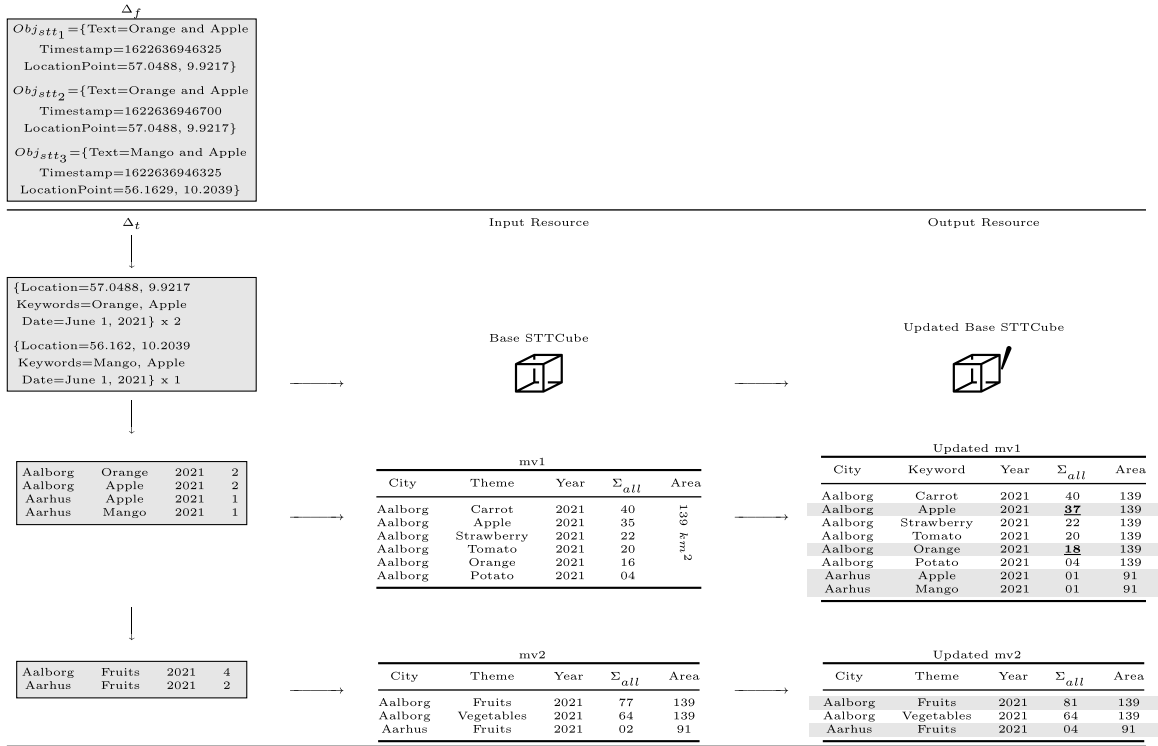 Δf
Obj_stt1={Text=Orange and Apple
Timestamp=1622636946325
LocationPoint=57.0488, 9.9217}
Obj_stt2={Text=Orange and Apple
Timestamp=1622636946700
LocationPoint=57.0488, 9.9217}
Obj_stt3={Text=Mango and Apple
Timestamp=1622636946325
LocationPoint=56.1629, 10.2039}
Δt Input Resource Output Resource
{Location=57.0488, 9.9217
Keywords=Orange, Apple
Date=June 1, 2021} x 2
{Location=56.162, 10.2039
Keywords=Mango, Apple
Date=June 1, 2021} x 1
Base STTCube
Updated Base STTCube
Aalborg Orange 2021 2
Aalborg Apple 2021 2
Aarhus Apple 2021 1
Aarhus Mango 2021 1
mv1
City Theme Year Σall Area
Aalborg Carrot 2021 40
Aalborg Apple 2021 35
Aalborg Strawberry 2021 22
Aalborg Tomato 2021 20
Aalborg Orange 2021 16
Aalborg Potato 2021 04
139 km²
Updated mv1
City Keyword Year Σall Area
Aalborg Carrot 2021 40 139
Aalborg Apple 2021 37 139
Aalborg Strawberry 2021 22 139
Aalborg Tomato 2021 20 139
Aalborg Orange 2021 18 139
Aalborg Potato 2021 04 139
Aarhus Apple 2021 01 91
Aarhus Mango 2021 01 91
Aalborg Fruits 2021 4
Aarhus Fruits 2021 2
mv2
City Theme Year Σall Area
Aalborg Fruits 2021 77 139
Aalborg Vegetables 2021 64 139
Aarhus Fruits 2021 02 91
Updated mv2
City Theme Year Σall Area
Aalborg Fruits 2021 81 139
Aalborg Vegetables 2021 64 139
Aarhus Fruits 2021 04 91